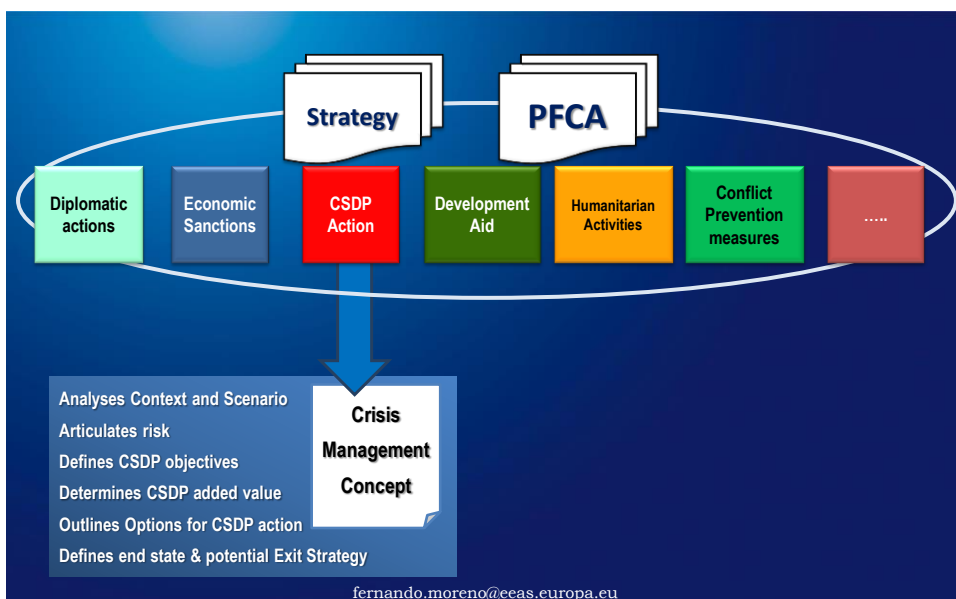 Strategy
PFCA
Diplomatic
actions
Economic
Sanctions
CSDP
Action
Development
Aid
Humanitarian
Activities
Conflict
Prevention
measures
…..
Analyses Context and Scenario
Articulates risk
Defines CSDP objectives
Determines CSDP added value
Outlines Options for CSDP action
Defines end state & potential Exit Strategy
Crisis
Management
Concept
fernando.moreno@eeas.europa.eu